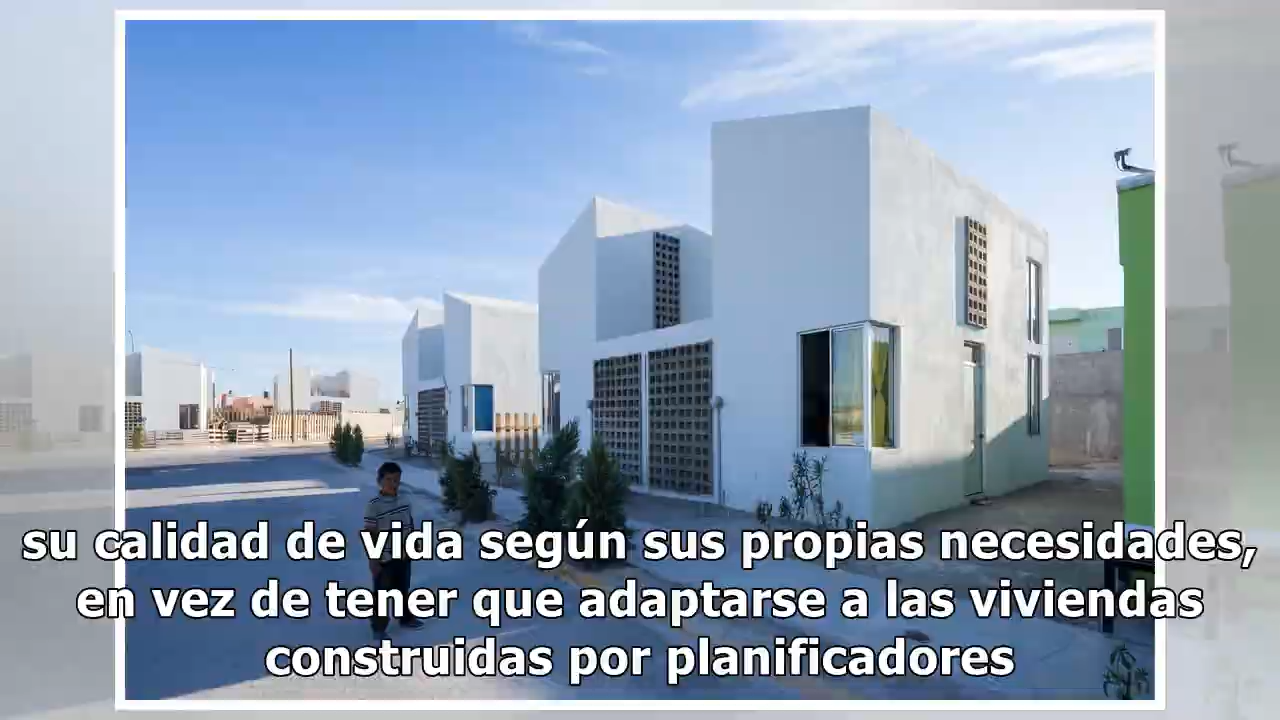 su calidad de vida según sus propias necesidades,
en vez de tener que adaptarse a las viviendas
construidas por planificadores